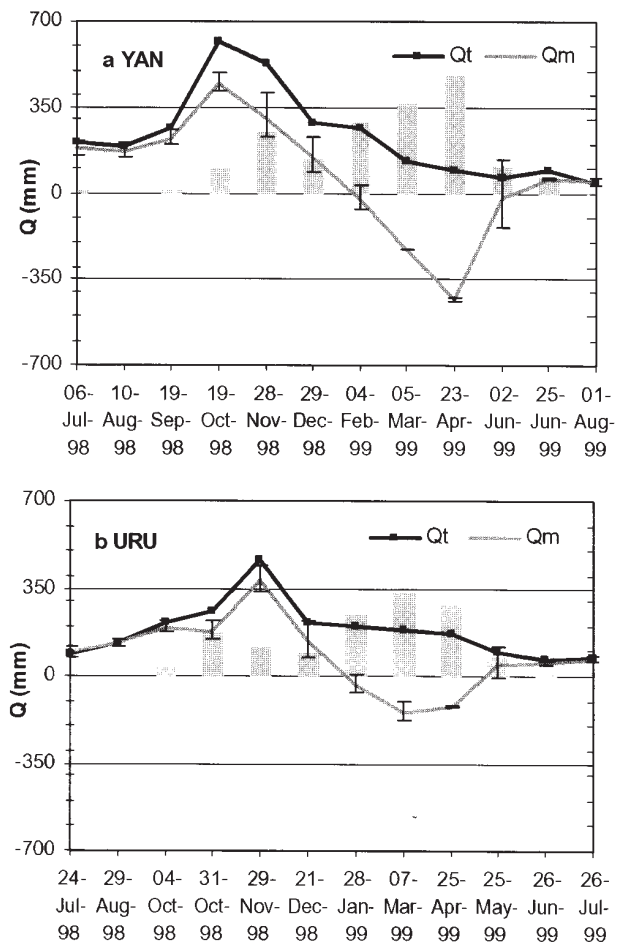 700
a YAN
Qt
Qm
350
0
-350
-700
Q (mm)
06- 10- 19- 19- 28- 29- 04- 05- 23- 02- 25- 01-
Jul- Aug- Sep- Oct- Nov- Dec- Feb- Mar- Apr- Jun- Jun- Aug-
98 98 98 98 98 98 99 99 99 99 99 99
700
b URU
Qt
Qm
350
0
-350
-700
Q (mm)
24- 29- 04- 31- 29- 21- 28- 07- 25- 25- 26- 26-
Jul- Aug- Oct- Oct- Nov- Dec- Jan- Mar- Apr- May- Jun- Jul-
98 98 98 98 98 98 99 99 99 99 99 99